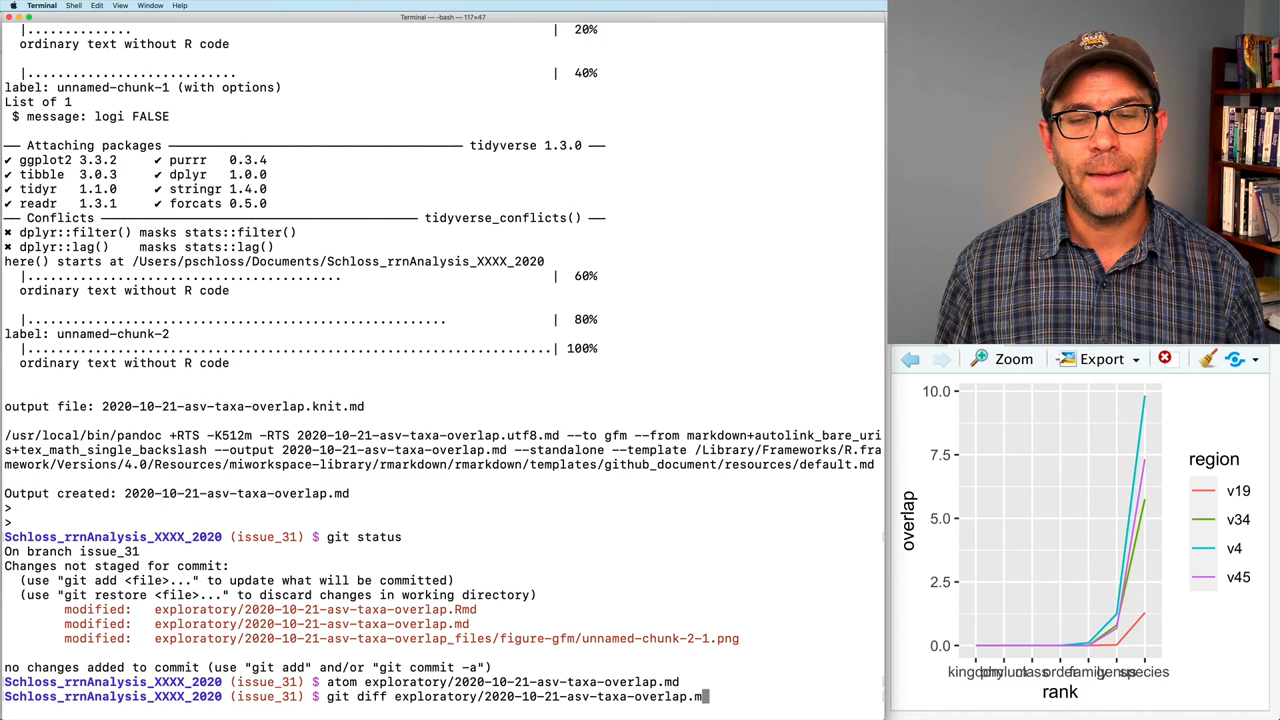 Terminal Shell Edit View Window Help
Terminal — -bash — 117×47
|.............. | 20%
ordinary text without R code
|............................ | 40%
label: unnamed-chunk-1 (with options)
List of 1
$ message: logi FALSE
── Attaching packages ─────────────────────────────────────── tidyverse 1.3.0 ──
✔ ggplot2 3.3.2 ✔ purrr 0.3.4
✔ tibble 3.0.3 ✔ dplyr 1.0.0
✔ tidyr 1.1.0 ✔ stringr 1.4.0
✔ readr 1.3.1 ✔ forcats 0.5.0
── Conflicts ────────────────────────────────── tidyverse_conflicts() ──
✖ dplyr::filter() masks stats::filter()
✖ dplyr::lag() masks stats::lag()
here() starts at /Users/pschloss/Documents/Schloss_rrnAnalysis_XXXX_2020
|.......................................... | 60%
ordinary text without R code
|........................................................ | 80%
label: unnamed-chunk-2
|......................................................................| 100%
ordinary text without R code
output file: 2020-10-21-asv-taxa-overlap.knit.md
/usr/local/bin/pandoc +RTS -K512m -RTS 2020-10-21-asv-taxa-overlap.utf8.md --to gfm --from markdown+autolink_bare_uri
s+tex_math_single_backslash --output 2020-10-21-asv-taxa-overlap.md --standalone --template /Library/Frameworks/R.fra
mework/Versions/4.0/Resources/miworkspace-library/rmarkdown/rmarkdown/templates/github_document/resources/default.md
Output created: 2020-10-21-asv-taxa-overlap.md
>
>
Schloss_rrnAnalysis_XXXX_2020 (issue_31) $ git status
On branch issue_31
Changes not staged for commit:
(use "git add <file>..." to update what will be committed)
(use "git restore <file>..." to discard changes in working directory)
modified: exploratory/2020-10-21-asv-taxa-overlap.Rmd
modified: exploratory/2020-10-21-asv-taxa-overlap.md
modified: exploratory/2020-10-21-asv-taxa-overlap_files/figure-gfm/unnamed-chunk-2-1.png
no changes added to commit (use "git add" and/or "git commit -a")
Schloss_rrnAnalysis_XXXX_2020 (issue_31) $ atom exploratory/2020-10-21-asv-taxa-overlap.md
Schloss_rrnAnalysis_XXXX_2020 (issue_31) $ git diff exploratory/2020-10-21-asv-taxa-overlap.m
Zoom Export
10.0
7.5
5.0
2.5
0.0
overlap
kingdom phylum class order family genus species
rank
region
v19
v34
v4
v45